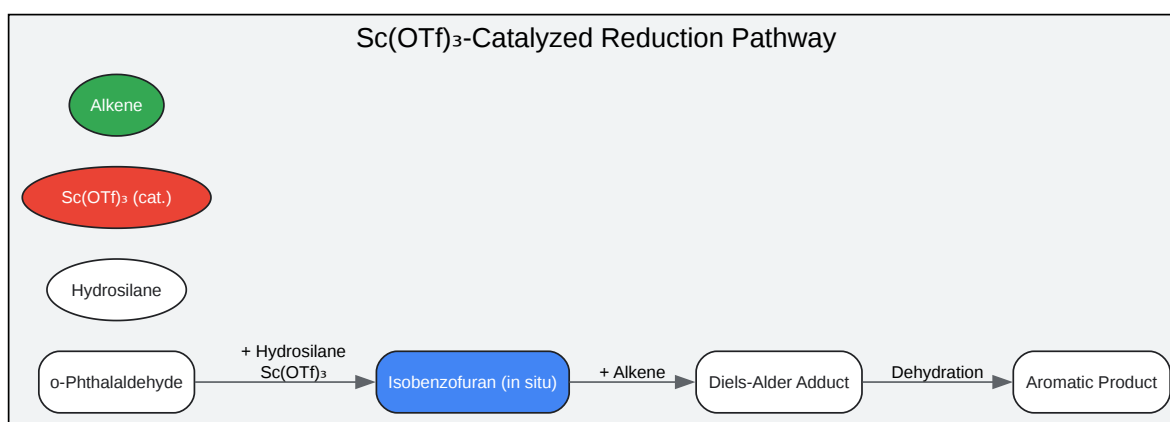 Sc(OTf)₃-Catalyzed Reduction Pathway
Alkene
Sc(OTf)₃ (cat.)
Hydrosilane
o-Phthalaldehyde
+ Hydrosilane
Sc(OTf)₃
Isobenzofuran (in situ)
+ Alkene
Diels-Alder Adduct
Dehydration
Aromatic Product